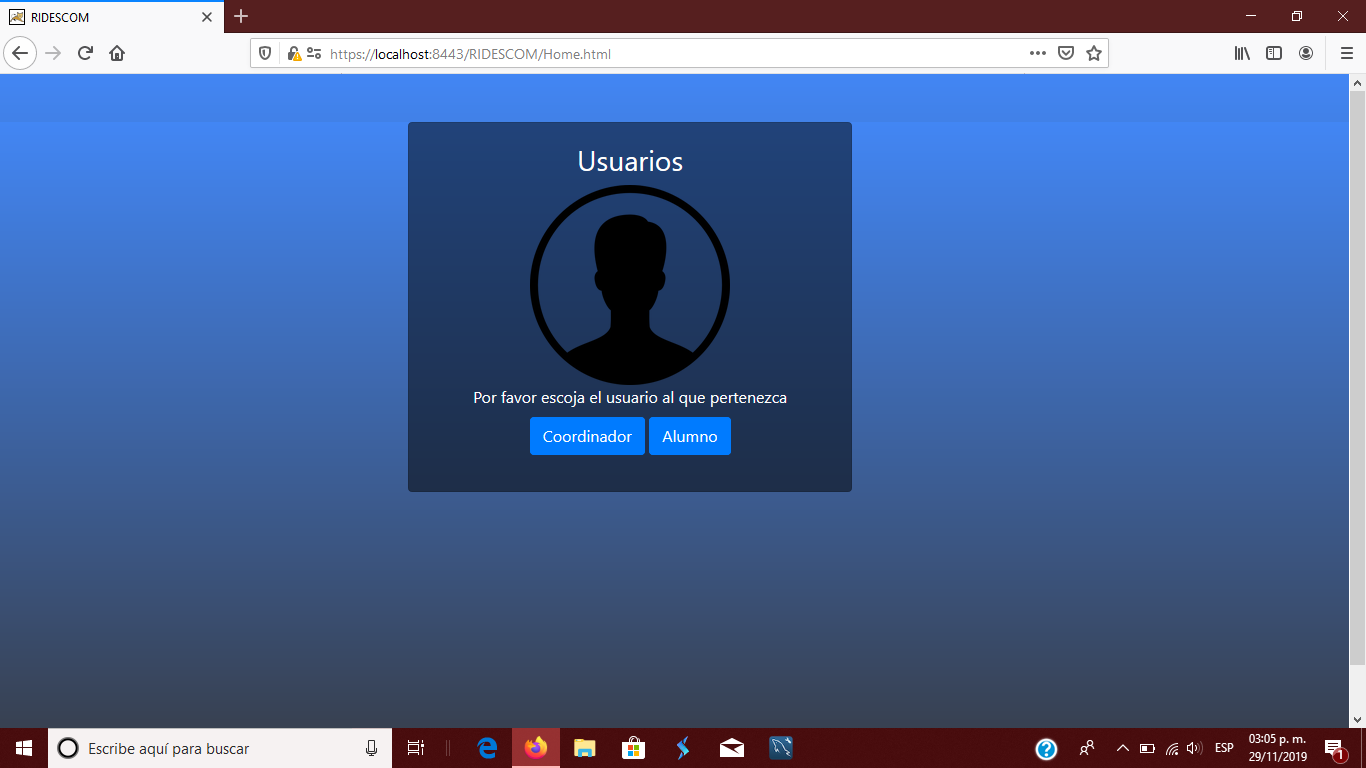 RIDESCOM
https://localhost:8443/RIDESCOM/Home.html
Usuarios
Por favor escoja el usuario al que pertenezca
Coordinador
Alumno
Escribe aquí para buscar
ESP
03:05 p. m.
29/11/2019
1